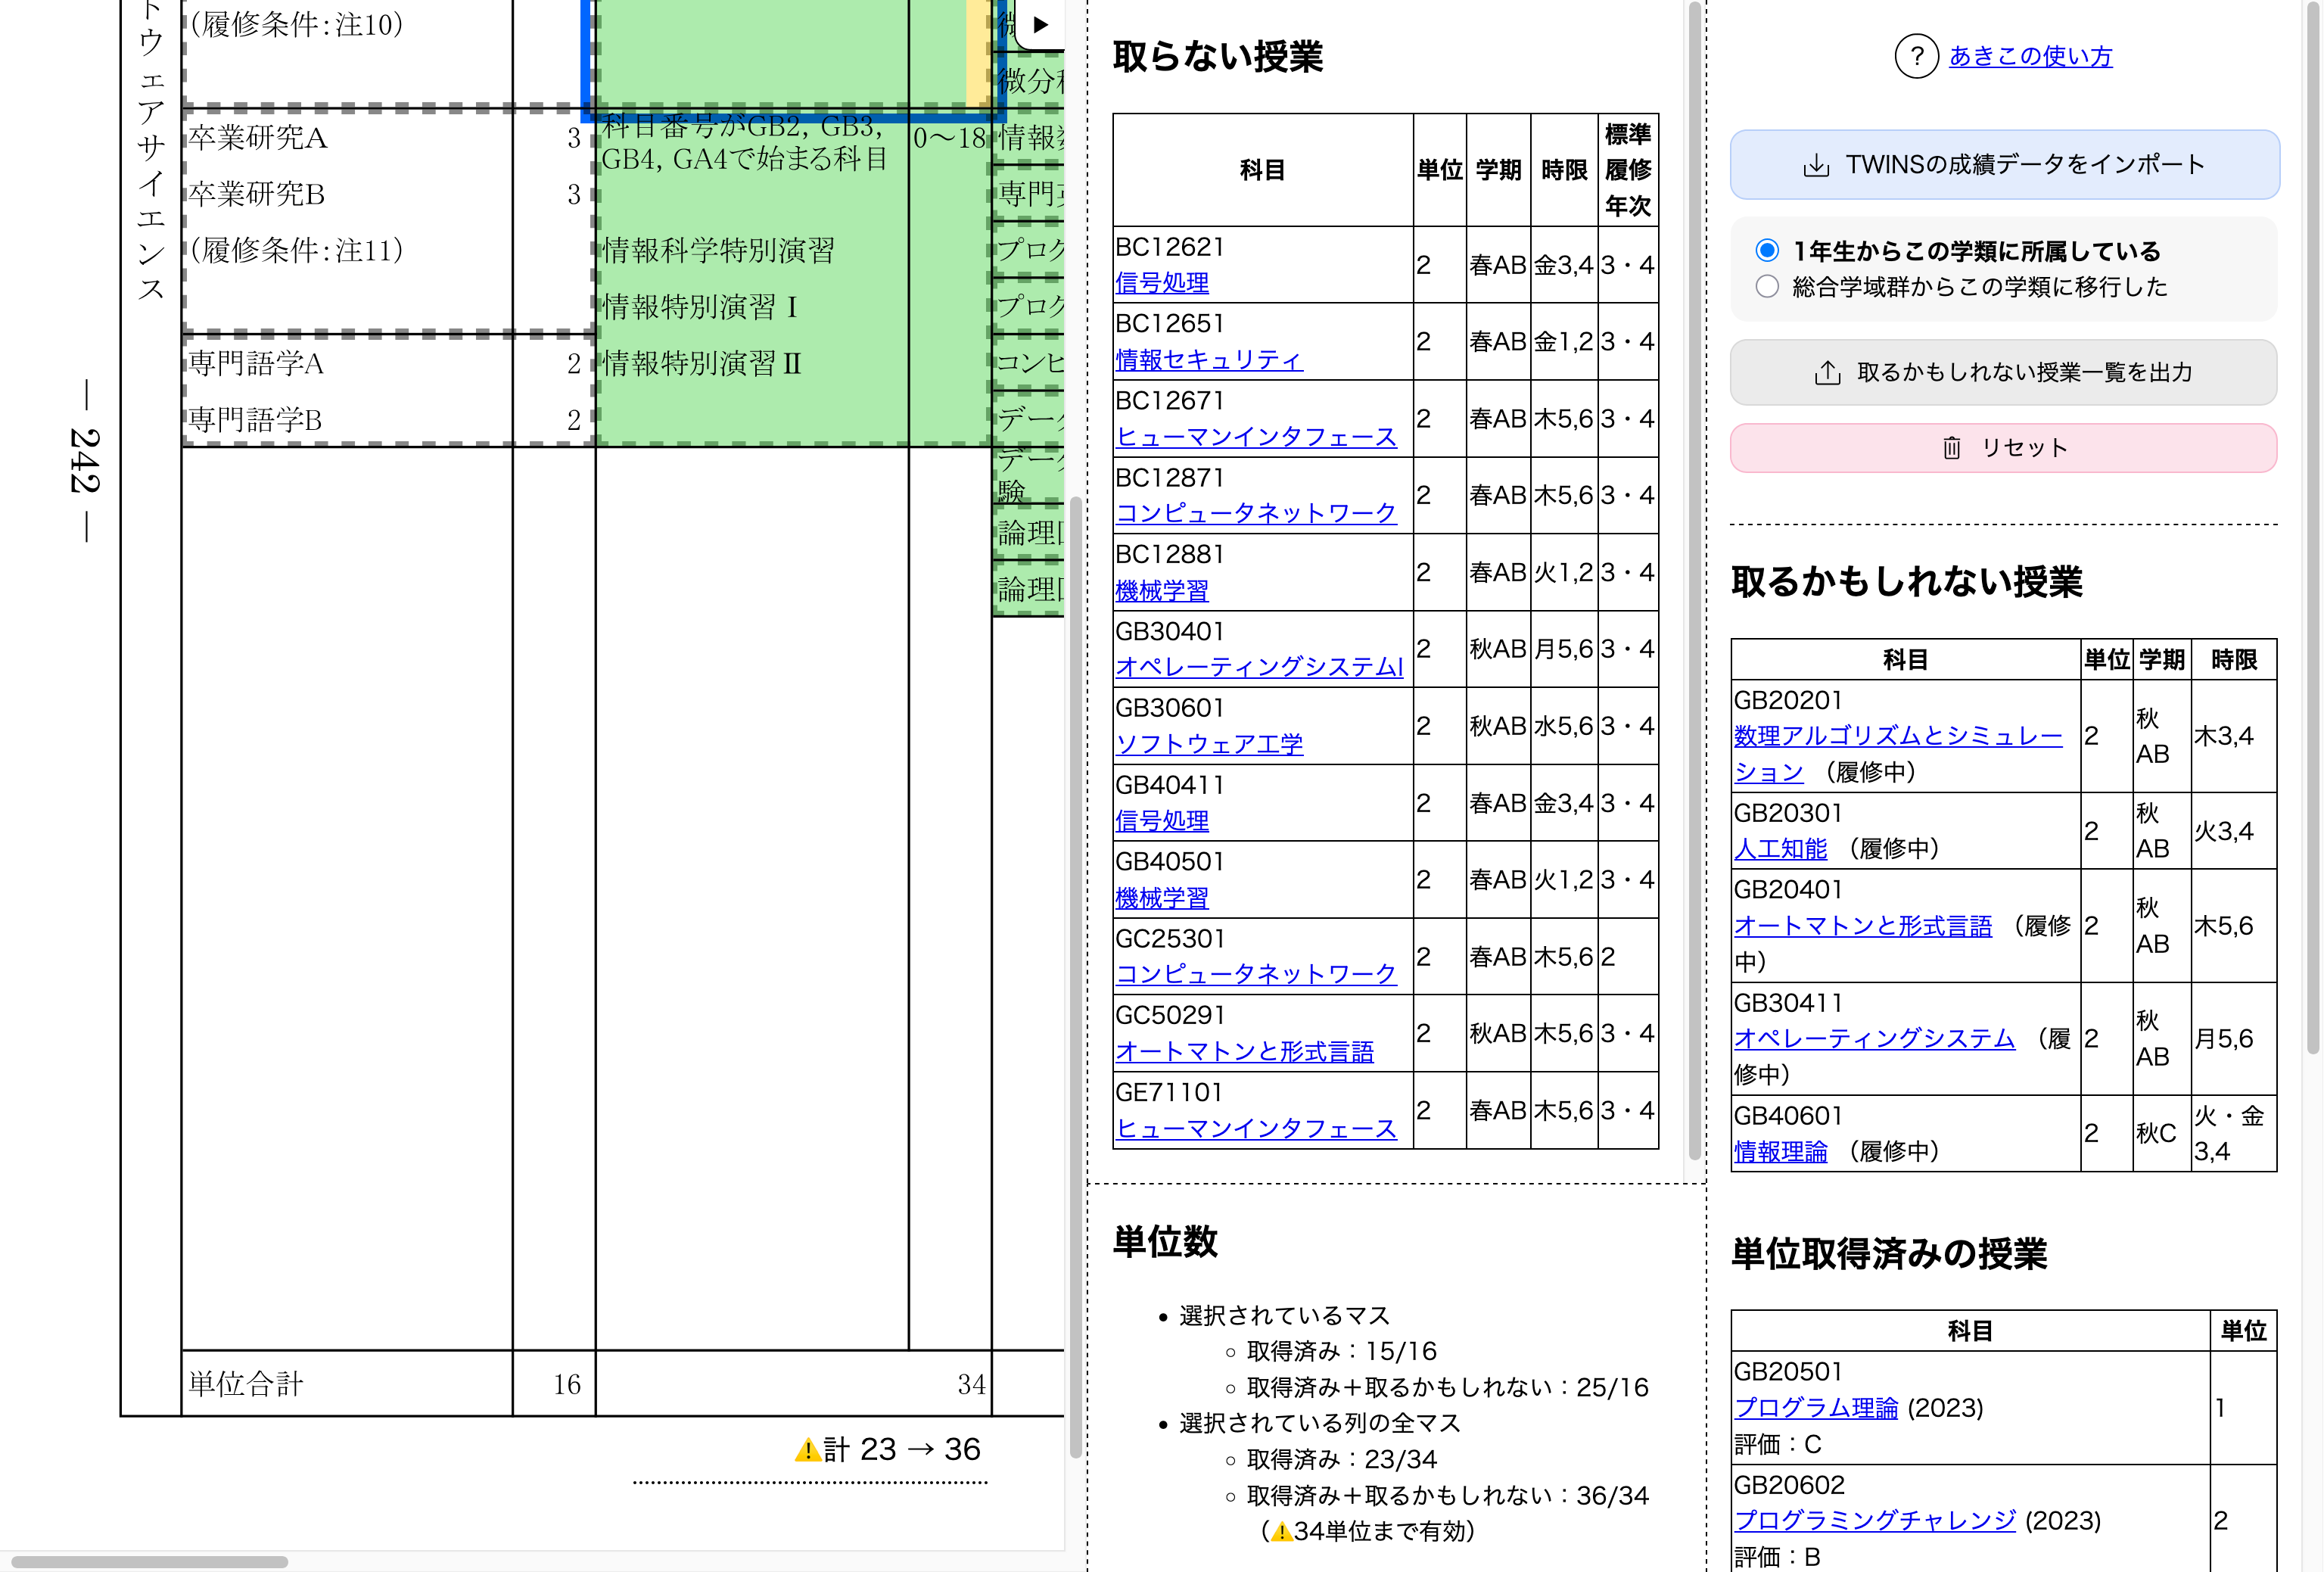 トウェアサイエンス
— 242 —
(履修条件：注10)
卒業研究A 3
卒業研究B 3
(履修条件：注11)
専門語学A 2
専門語学B 2
科目番号がGB2, GB3,
GB4, GA4で始まる科目
0〜18
情報科学特別演習
情報特別演習Ⅰ
情報特別演習Ⅱ
▶
微分
情報
専門
プログ
プログ
コンピ
データ
データ
験
論理
論理
単位合計 16 34
⚠計 23 → 36
取らない授業
科目 単位 学期 時限 標準
履修
年次
BC12621
信号処理 2 春AB 金3,4 3・4
BC12651
情報セキュリティ 2 春AB 金1,2 3・4
BC12671
ヒューマンインタフェース 2 春AB 木5,6 3・4
BC12871
コンピュータネットワーク 2 春AB 木5,6 3・4
BC12881
機械学習 2 春AB 火1,2 3・4
GB30401
オペレーティングシステムI 2 秋AB 月5,6 3・4
GB30601
ソフトウェア工学 2 秋AB 水5,6 3・4
GB40411
信号処理 2 春AB 金3,4 3・4
GB40501
機械学習 2 春AB 火1,2 3・4
GC25301
コンピュータネットワーク 2 春AB 木5,6 2
GC50291
オートマトンと形式言語 2 秋AB 木5,6 3・4
GE71101
ヒューマンインタフェース 2 春AB 木5,6 3・4
単位数
• 選択されているマス
○ 取得済み：15/16
○ 取得済み＋取るかもしれない：25/16
• 選択されている列の全マス
○ 取得済み：23/34
○ 取得済み＋取るかもしれない：36/34
（⚠34単位まで有効）
? あきこの使い方
TWINSの成績データをインポート
1年生からこの学類に所属している
総合学域群からこの学類に移行した
取るかもしれない授業一覧を出力
リセット
取るかもしれない授業
科目 単位 学期 時限
GB20201
数理アルゴリズムとシミュレー
ション （履修中） 2 秋
AB 木3,4
GB20301
人工知能 （履修中） 2 秋
AB 火3,4
GB20401
オートマトンと形式言語 （履修
中） 2 秋
AB 木5,6
GB30411
オペレーティングシステム （履
修中） 2 秋
AB 月5,6
GB40601
情報理論 （履修中） 2 秋C 火・金
3,4
単位取得済みの授業
科目 単位
GB20501
プログラム理論 (2023) 1
評価：C
GB20602
プログラミングチャレンジ (2023) 2
評価：B